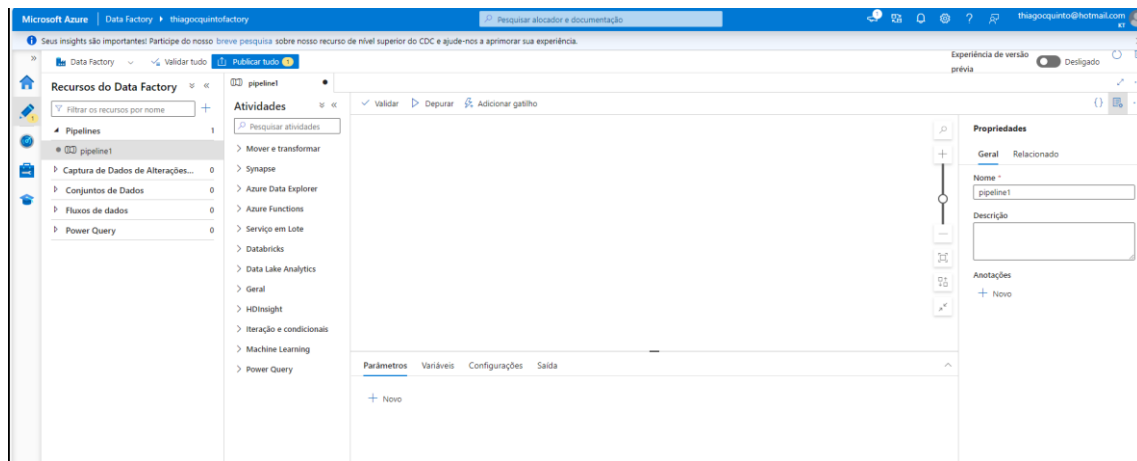 Microsoft Azure Data Factory thiagocquintofactory Pesquisar alocador e documentação thiagocquinto@hotmail.com
KT
Seus insights são importantes! Participe do nosso breve pesquisa sobre nosso recurso de nível superior do CDC e ajude-nos a aprimorar sua experiência.
Data Factory Validar tudo Publicar tudo 1 Experiência de versão prévia Desligado
Recursos do Data Factory
Filtrar os recursos por nome
Pipelines 1
pipeline1
Captura de Dados de Alterações... 0
Conjuntos de Dados 0
Fluxos de dados 0
Power Query 0
pipeline1
Atividades
Pesquisar atividades
Mover e transformar
Synapse
Azure Data Explorer
Azure Functions
Serviço em Lote
Databricks
Data Lake Analytics
Geral
HDInsight
Iteração e condicionais
Machine Learning
Power Query
Validar Depurar Adicionar gatilho
Parâmetros Variáveis Configurações Saída
Novo
Propriedades
Geral Relacionado
Nome *
pipeline1
Descrição
Anotações
Novo